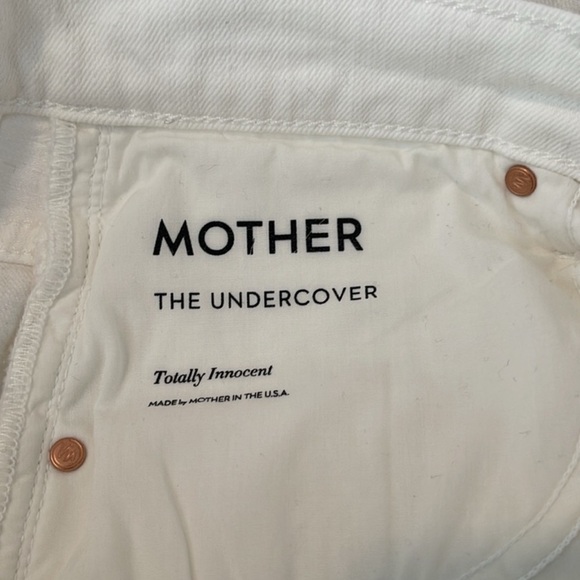 MOTHER
THE UNDERCOVER
Totally Innocent
MADE by MOTHER IN THE U.S.A.